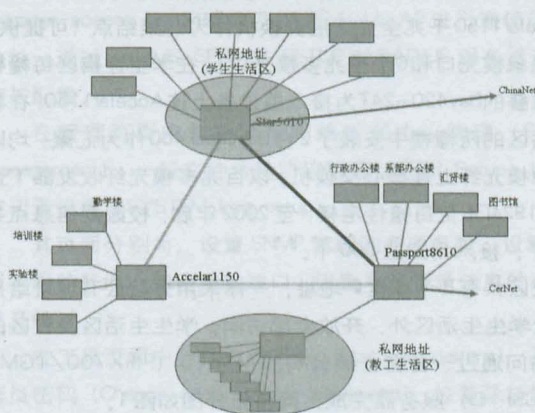 私网地址
(学生生活区)
Star5010
ChinaNet
行政办公楼 系部办公楼
汇贤楼
图书馆
勤学楼
培训楼
实验楼
Accelar1150
Passport8610
CerNet
私网地址
(教工生活区)